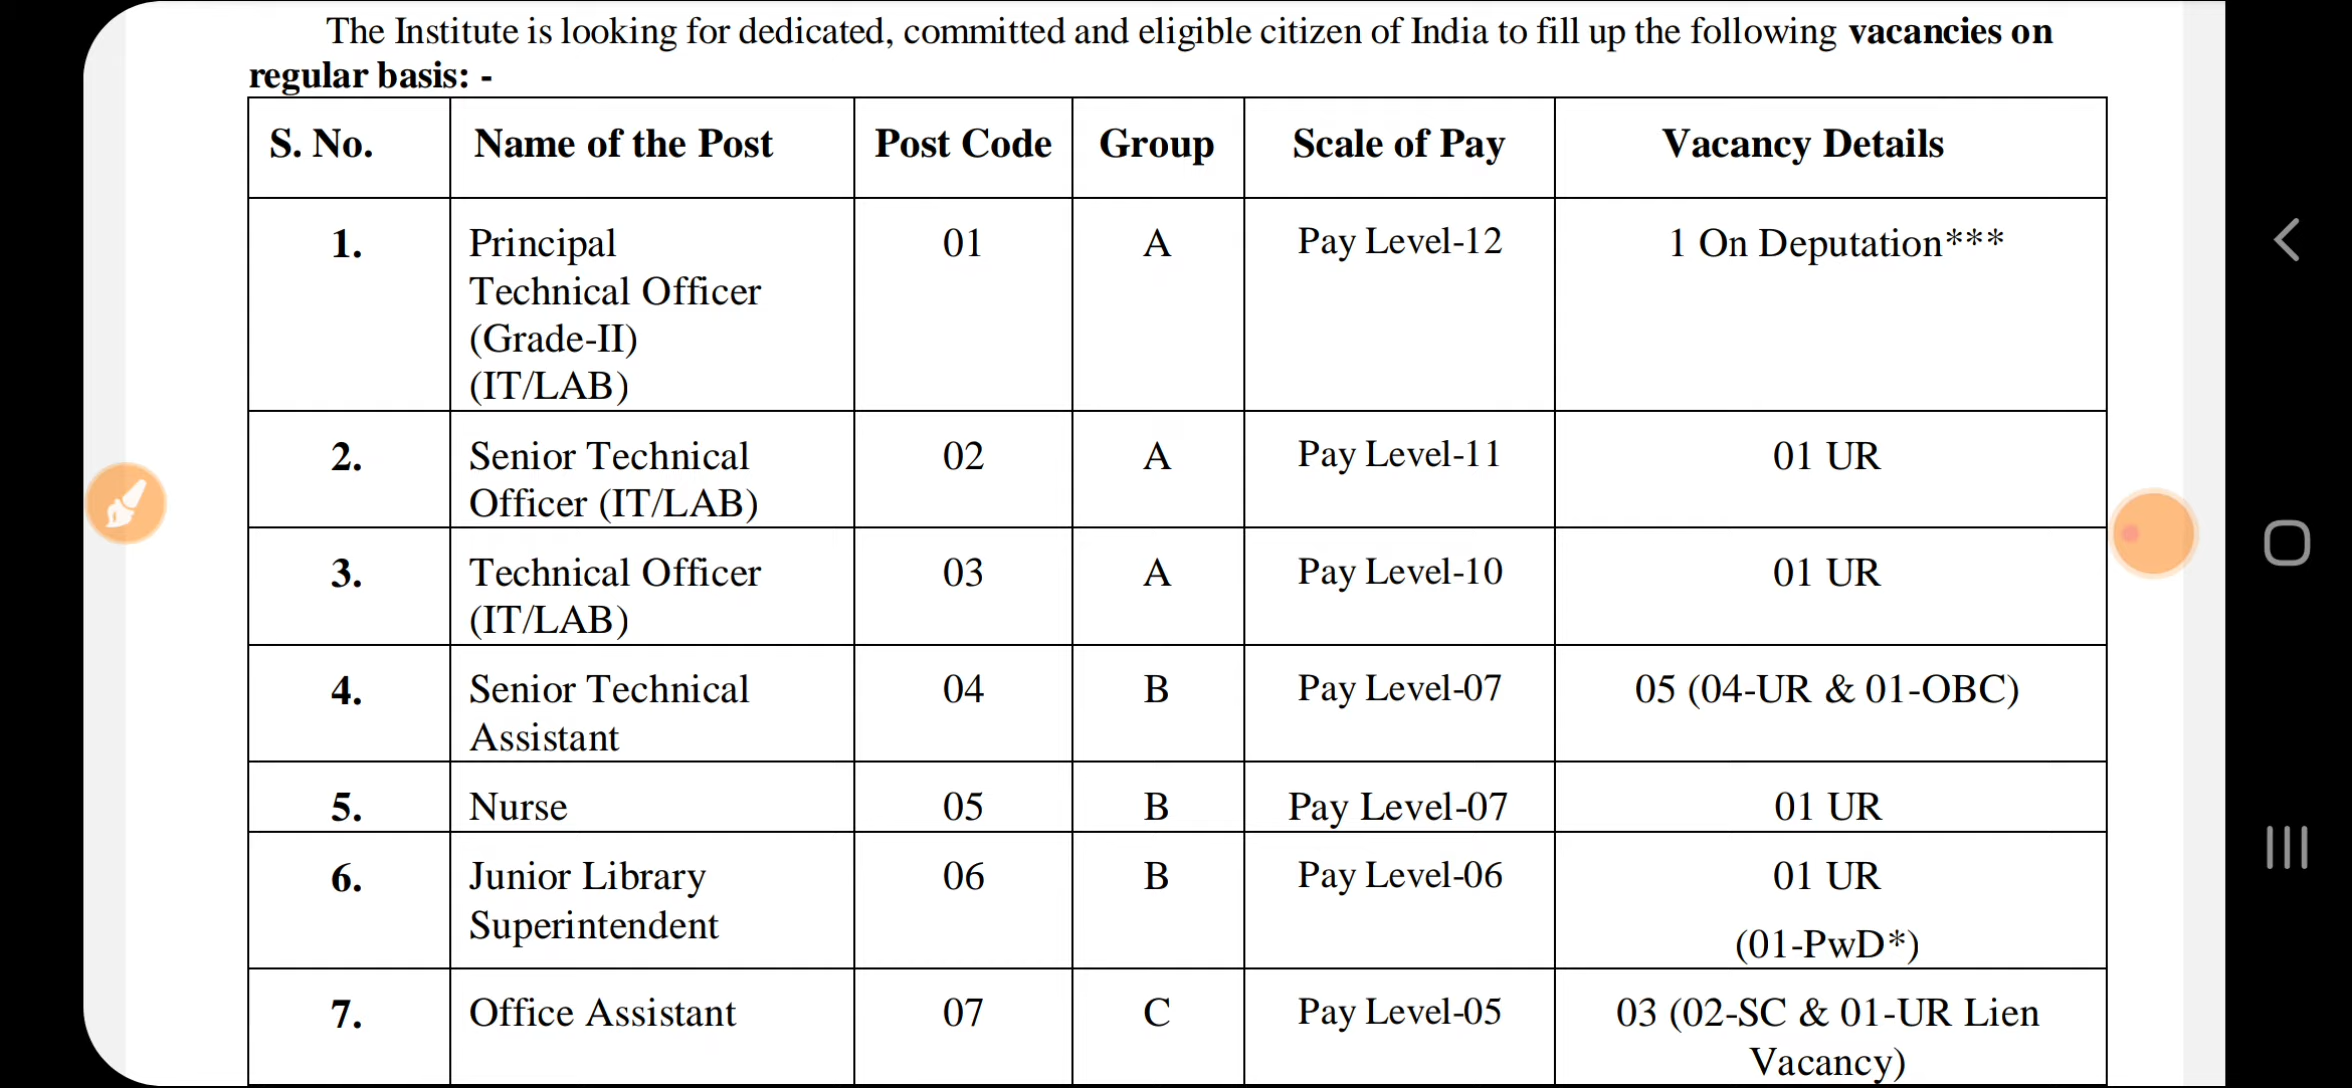 The Institute is looking for dedicated, committed and eligible citizen of India to fill up the following vacancies on
regular basis: -
S. No. Name of the Post Post Code Group Scale of Pay Vacancy Details
1. Principal 01 A Pay Level-12 1 On Deputation***
Technical Officer
(Grade-II)
(IT/LAB)
2. Senior Technical 02 A Pay Level-11 01 UR
Officer (IT/LAB)
3. Technical Officer 03 A Pay Level-10 01 UR
(IT/LAB)
4. Senior Technical 04 B Pay Level-07 05 (04-UR & 01-OBC)
Assistant
5. Nurse 05 B Pay Level-07 01 UR
6. Junior Library 06 B Pay Level-06 01 UR
Superintendent (01-PwD*)
7. Office Assistant 07 C Pay Level-05 03 (02-SC & 01-UR Lien
Vacancy)